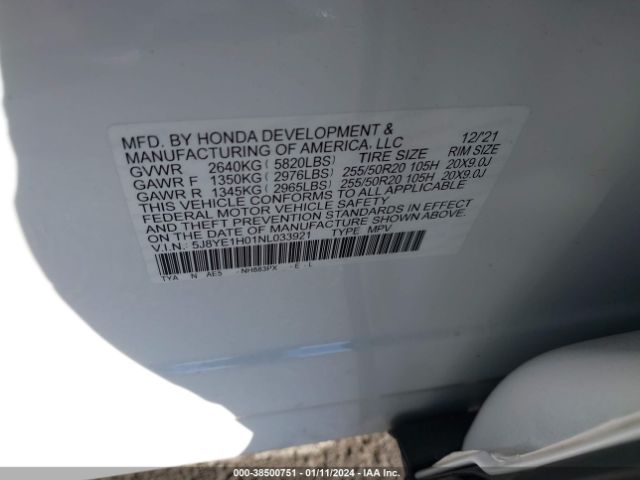 MFD. BY HONDA DEVELOPMENT &
MANUFACTURING OF AMERICA, LLC 12/'21
GVWR 2640KG ( 5820LBS) TIRE SIZE RIM SIZE
GAWR F 1350KG ( 2976LBS) 255/50R20 105H 20X9.0J
GAWR R 1345KG ( 2965LBS) 255/50R20 105H 20X9.0J
THIS VEHICLE CONFORMS TO ALL APPLICABLE
FEDERAL MOTOR VEHICLE SAFETY
AND THEFT PREVENTION STANDARDS IN EFFECT
ON THE DATE OF MANUFACTURE SHOWN ABOVE.
V.I.N.: 5J8YE1H01NL033921 TYPE MPV
TYA N AE5 - NH883PX - E L
000-38500751 - 01/11/2024 - IAA Inc.